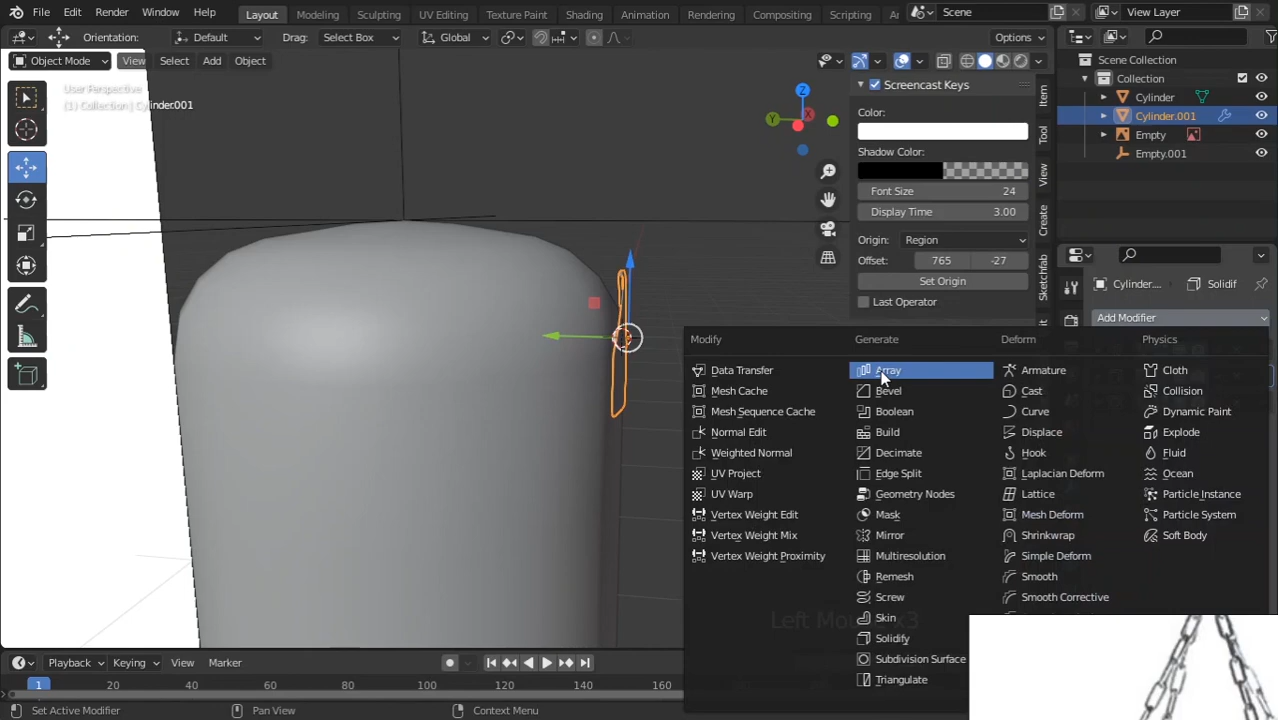 File Edit Render Window Help Layout Modeling Sculpting UV Editing Texture Paint Shading Animation Rendering Compositing Scripting Scene View Layer
Orientation: Default Drag: Select Box Global Options
Object Mode View Select Add Object
User Perspective
(1) Collection | Cylinder.001
Scene Collection
Collection
Cylinder
Cylinder.001
Empty
Empty.001
Screencast Keys
Color:
Shadow Color:
Font Size 24
Display Time 3.00
Origin: Region
Offset: 765 -27
Set Origin
Last Operator
Item
Tool
View
Create
Sketchfab
Z
Y
X
Cylinder.... Solidif
Add Modifier
Modify Generate Deform Physics
Data Transfer Array Armature Cloth
Mesh Cache Bevel Cast Collision
Mesh Sequence Cache Boolean Curve Dynamic Paint
Normal Edit Build Displace Explode
Weighted Normal Decimate Hook Fluid
UV Project Edge Split Laplacian Deform Ocean
UV Warp Geometry Nodes Lattice Particle Instance
Vertex Weight Edit Mask Mesh Deform Particle System
Vertex Weight Mix Mirror Shrinkwrap Soft Body
Vertex Weight Proximity Multiresolution Simple Deform
Remesh Smooth
Screw Smooth Corrective
Skin
Solidify
Subdivision Surface
Triangulate
Left Mouse x3
Playback Keying View Marker
1 20 40 60 80 100 120 140 160
Set Active Modifier Pan View Context Menu